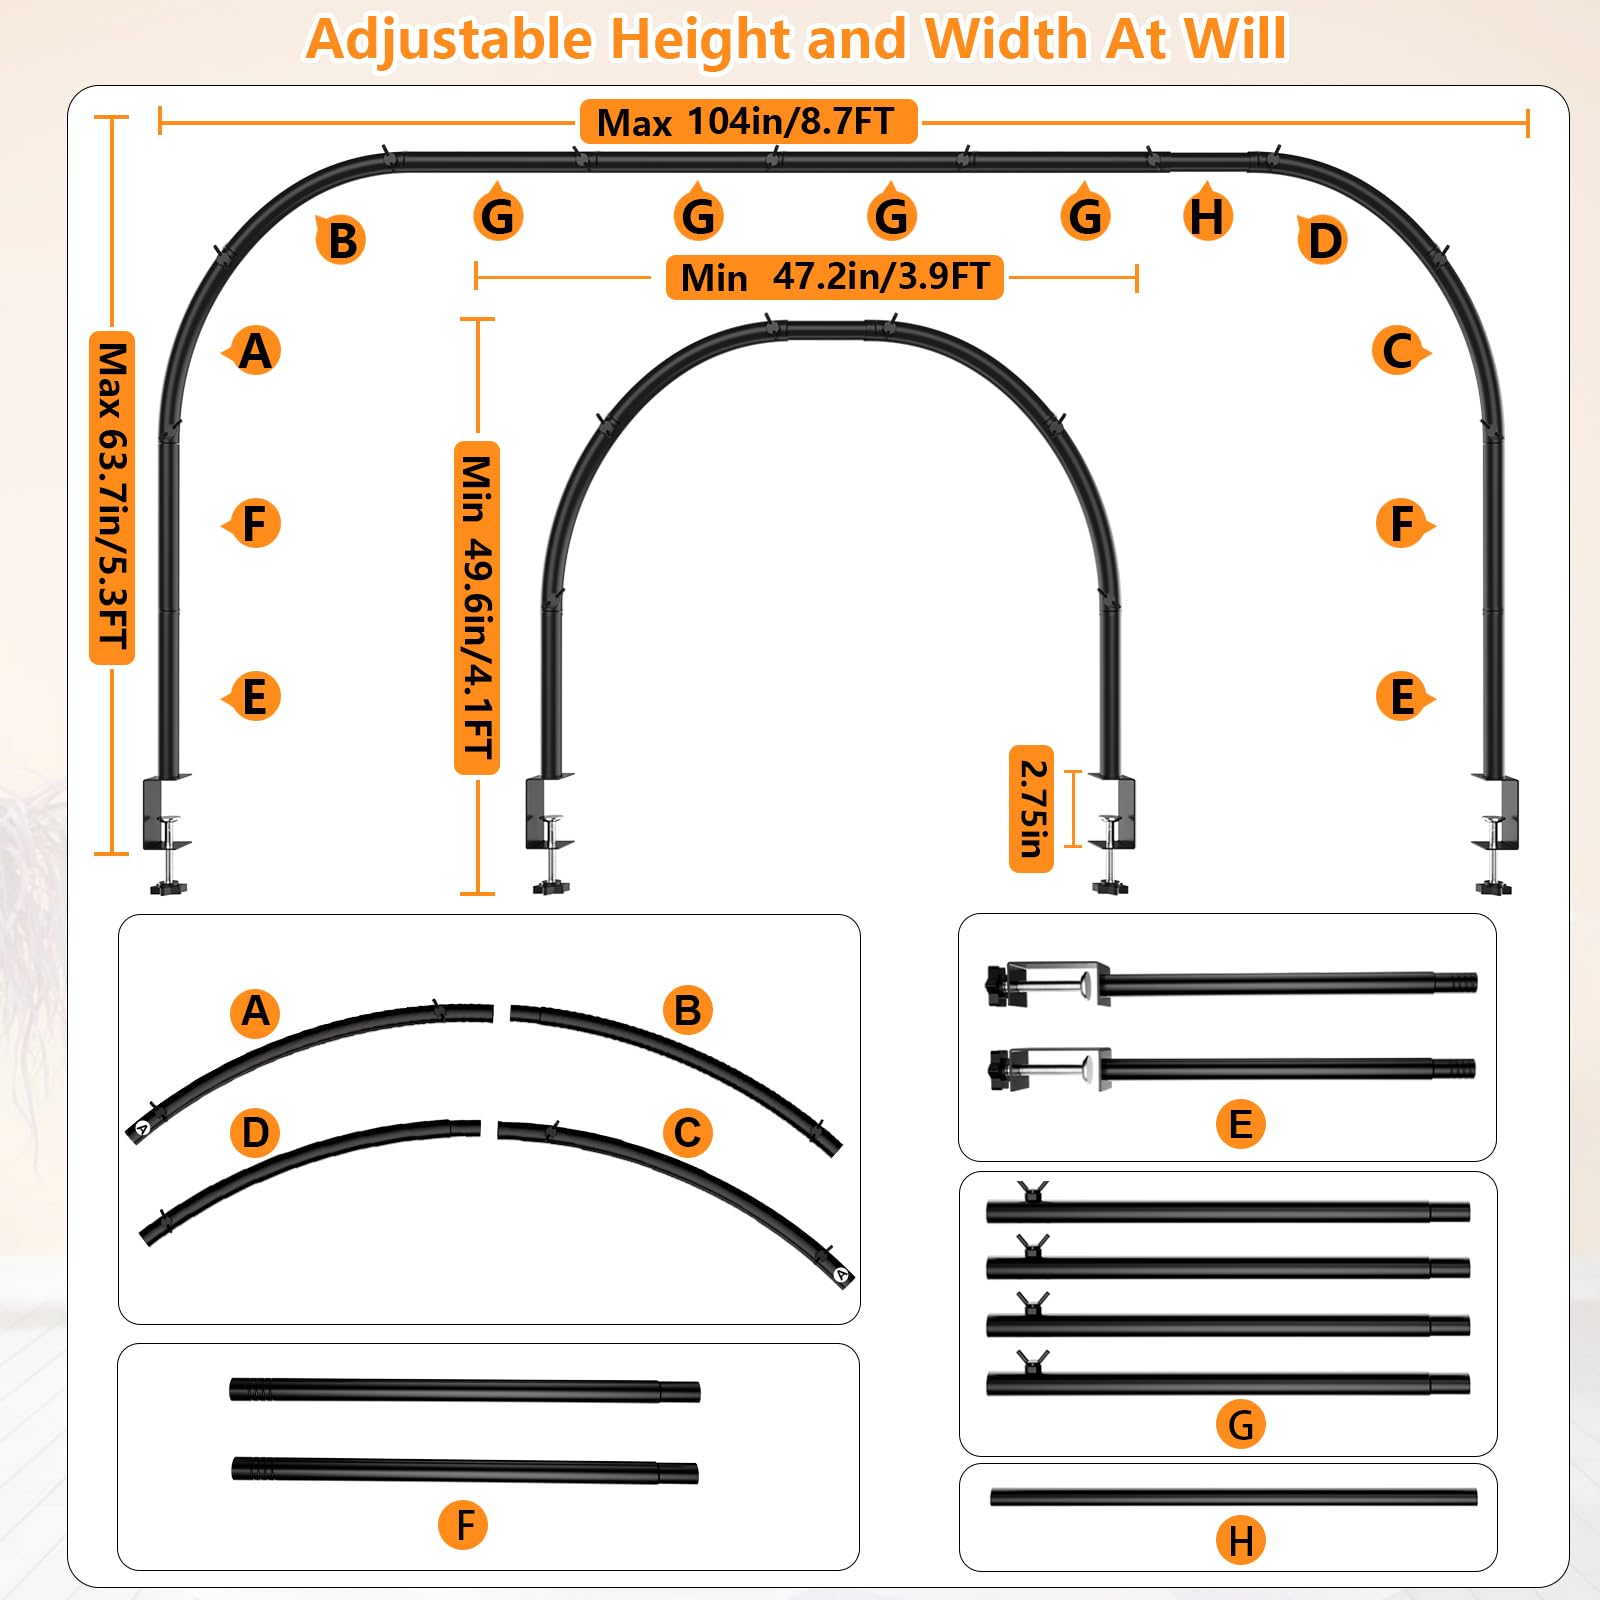 Adjustable Height and Width At Will
Max 104in/8.7FT
B
G
G
G
G
H
D
Min 47.2in/3.9FT
Max 63.7in/5.3FT
A
C
Min 49.6in/4.1FT
F
F
E
E
2.75in
A
B
A
D
C
A
E
F
G
H